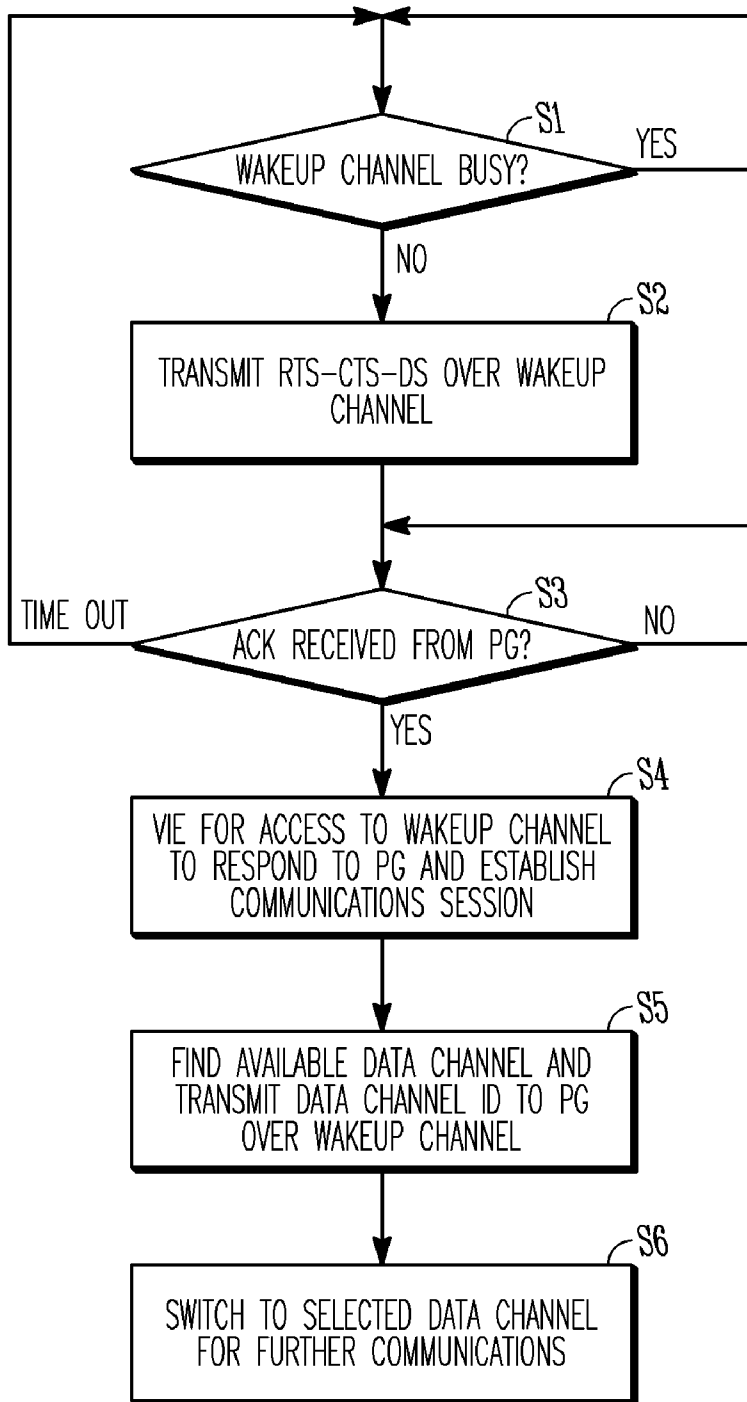 S1
WAKEUP CHANNEL BUSY?
YES
NO
S2
TRANSMIT RTS-CTS-DS OVER WAKEUP
CHANNEL
TIME OUT
S3
ACK RECEIVED FROM PG?
NO
YES
S4
VIE FOR ACCESS TO WAKEUP CHANNEL
TO RESPOND TO PG AND ESTABLISH
COMMUNICATIONS SESSION
S5
FIND AVAILABLE DATA CHANNEL AND
TRANSMIT DATA CHANNEL ID TO PG
OVER WAKEUP CHANNEL
S6
SWITCH TO SELECTED DATA CHANNEL
FOR FURTHER COMMUNICATIONS